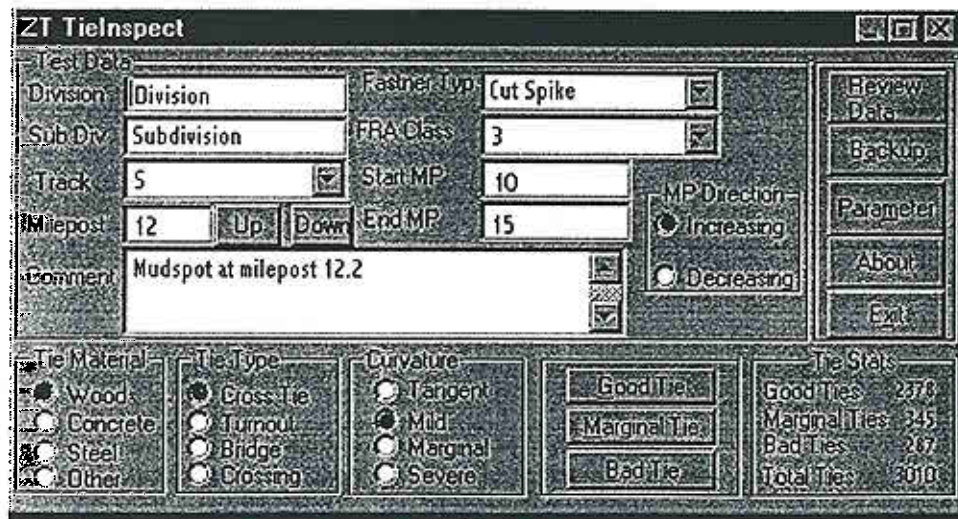 ZT TieInspect
Test Data
Division Division
Sub Div Subdivision
Track S
Milepost 12 Up Down
Comment Mudspot at milepost 12.2
Fastner Typ Cut Spike
FRA Class 3
Start MP 10
End MP 15
MP Direction
Increasing
Decreasing
Review Data
Backup
Parameter
About
Exit
Tie Material
Wood
Concrete
Steel
Other
Tie Type
Cross Tie
Turnout
Bridge
Crossing
Curvature
Tangent
Mild
Marginal
Severe
Good Tie
Marginal Tie
Bad Tie
Tie Stats
Good Ties 2378
Marginal Ties 345
Bad Ties 287
Total Ties 3010